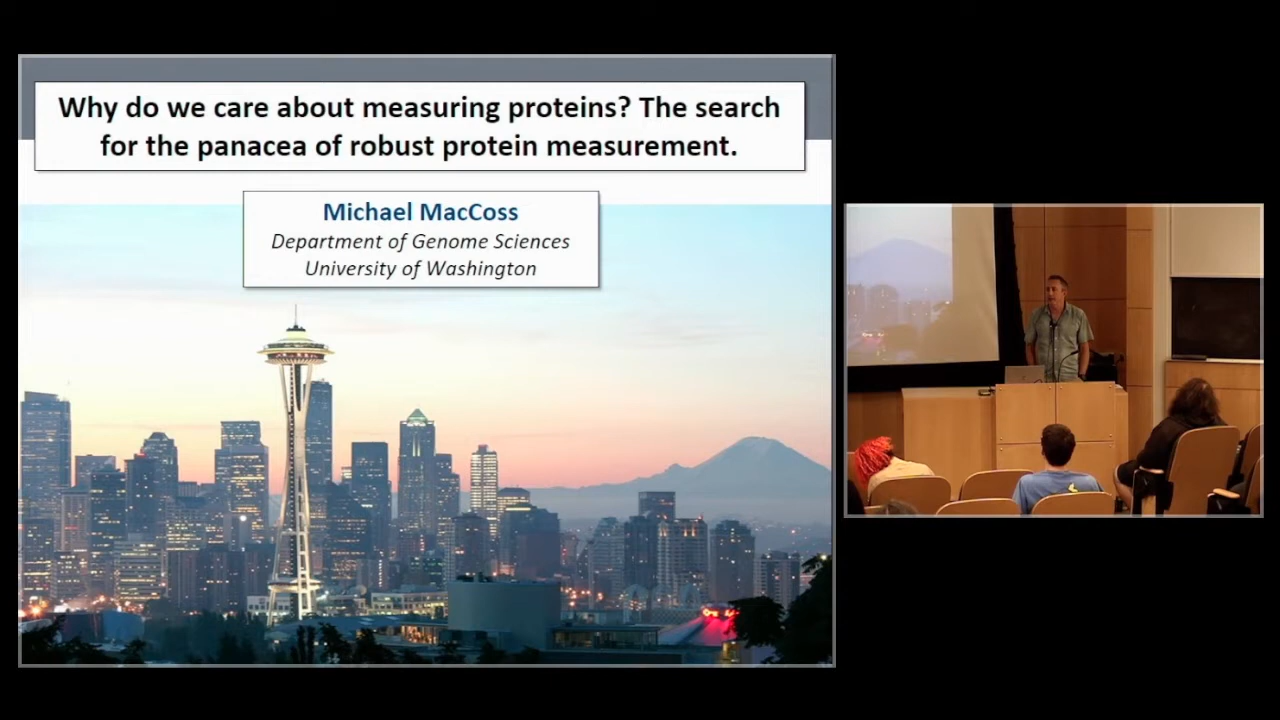 Why do we care about measuring proteins? The search
for the panacea of robust protein measurement.
Michael MacCoss
Department of Genome Sciences
University of Washington